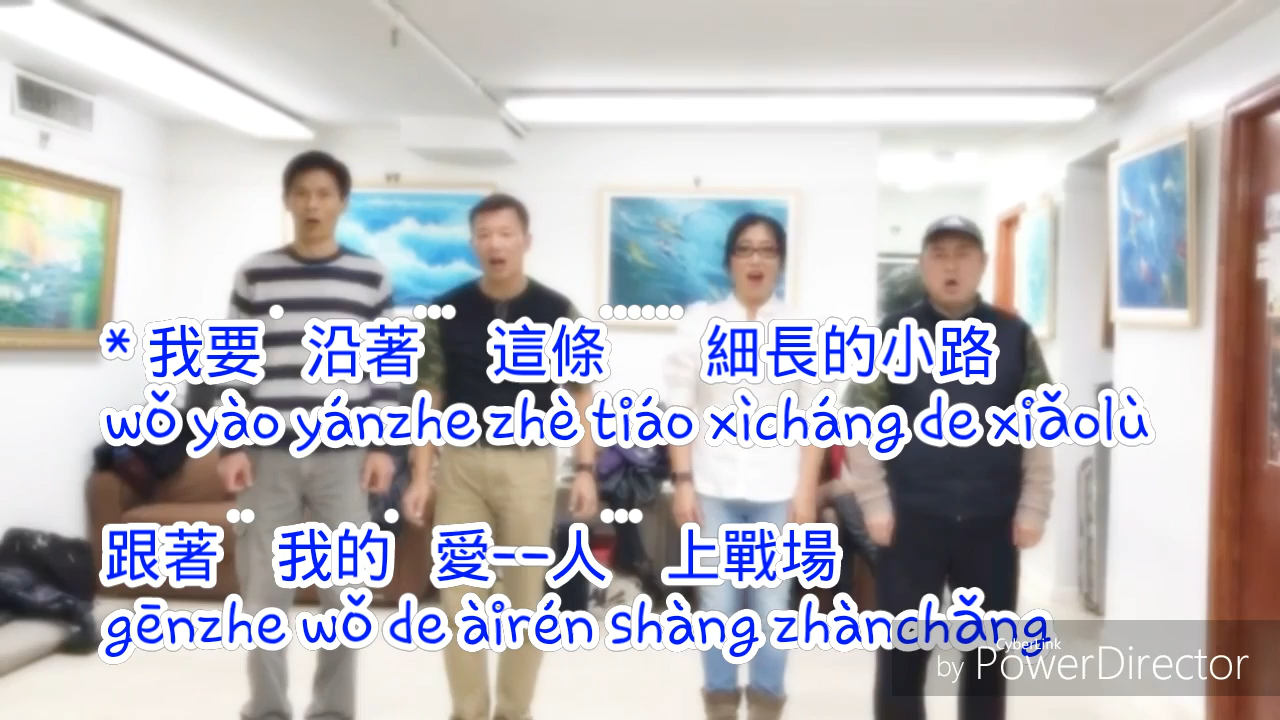 * 我要 沿著 這條 細長的小路
wǒ yào yánzhe zhè tiáo xìcháng de xiǎolù
跟著 我的 愛--人 上戰場
gēnzhe wǒ de àirén shàng zhànchǎng
CyberLink
by PowerDirector